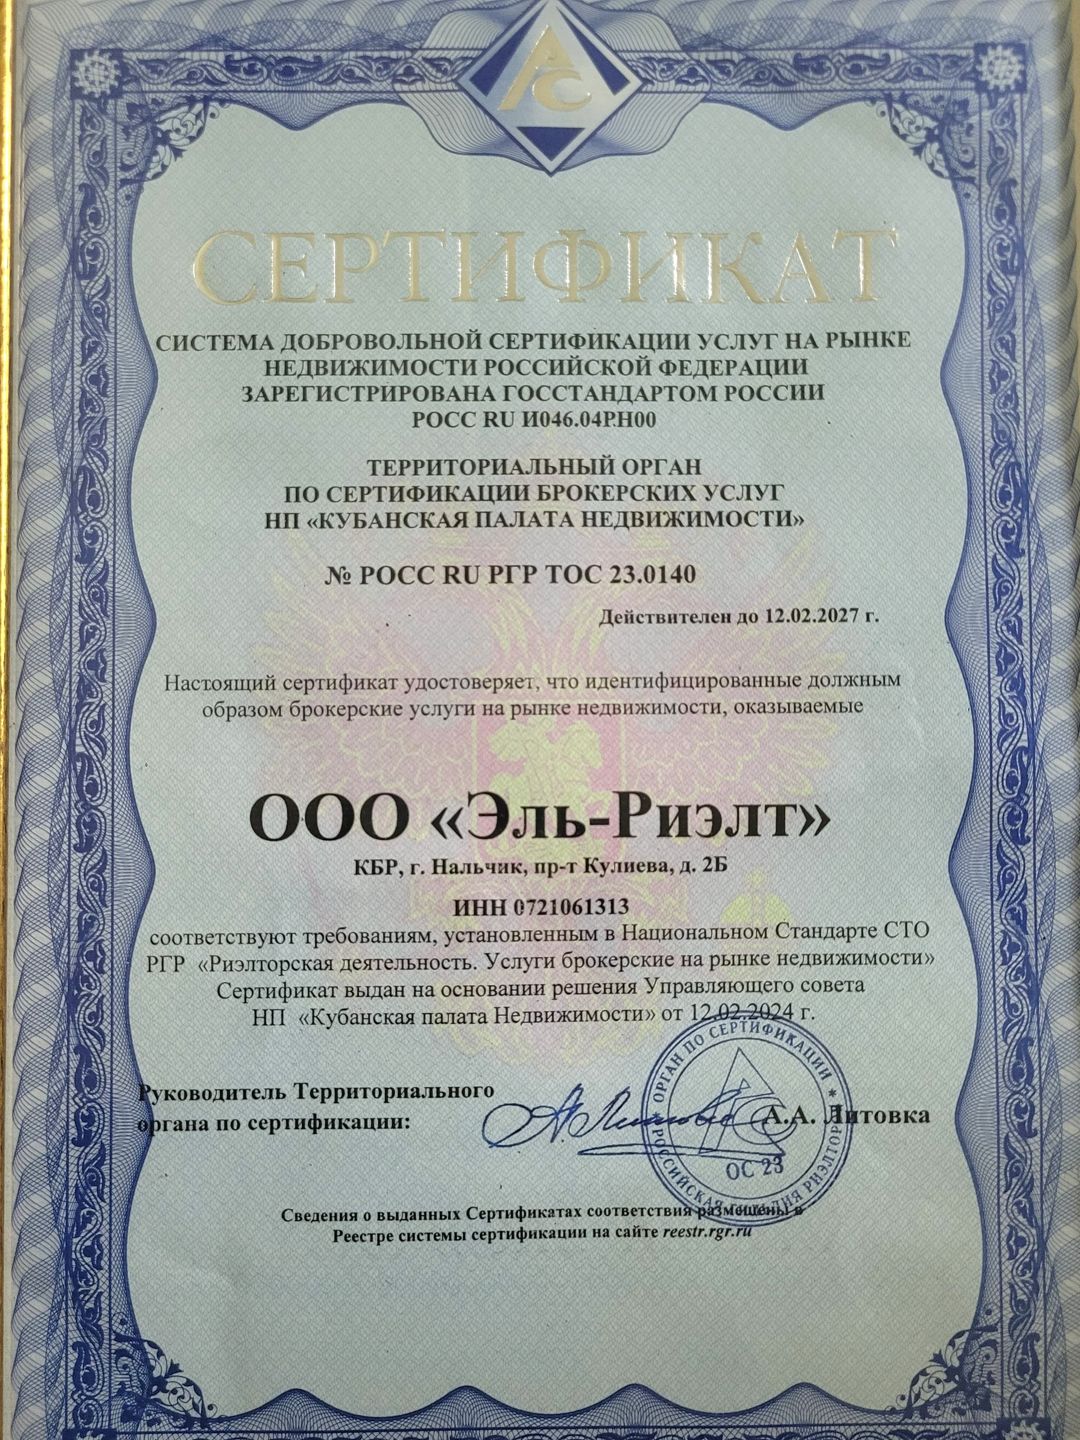 СЕРТИФИКАТ
СИСТЕМА ДОБРОВОЛЬНОЙ СЕРТИФИКАЦИИ УСЛУГ НА РЫНКЕ
НЕДВИЖИМОСТИ РОССИЙСКОЙ ФЕДЕРАЦИИ
ЗАРЕГИСТРИРОВАНА ГОССТАНДАРТОМ РОССИИ
РОСС RU И046.04РН00
ТЕРРИТОРИАЛЬНЫЙ ОРГАН
ПО СЕРТИФИКАЦИИ БРОКЕРСКИХ УСЛУГ
НП «КУБАНСКАЯ ПАЛАТА НЕДВИЖИМОСТИ»
№ РОСС RU РГР ТОС 23.0140
Действителен до 12.02.2027 г.
Настоящий сертификат удостоверяет, что идентифицированные должным
образом брокерские услуги на рынке недвижимости, оказываемые
ООО «Эль-Риэлт»
КБР, г. Нальчик, пр-т Кулиева, д. 2Б
ИНН 0721061313
соответствуют требованиям, установленным в Национальном Стандарте СТО
РГР «Риэлторская деятельность. Услуги брокерские на рынке недвижимости»
Сертификат выдан на основании решения Управляющего совета
НП «Кубанская палата Недвижимости» от 12.02.2024 г.
Руководитель Территориального
органа по сертификации:
А.А. Литовка
ОРГАН ПО СЕРТИФИКАЦИИ * РОССИЙСКАЯ ГИЛЬДИЯ РИЭЛТОРОВ
ОС 23
Сведения о выданных Сертификатах соответствия размещены в
Реестре системы сертификации на сайте reestr.rgr.ru